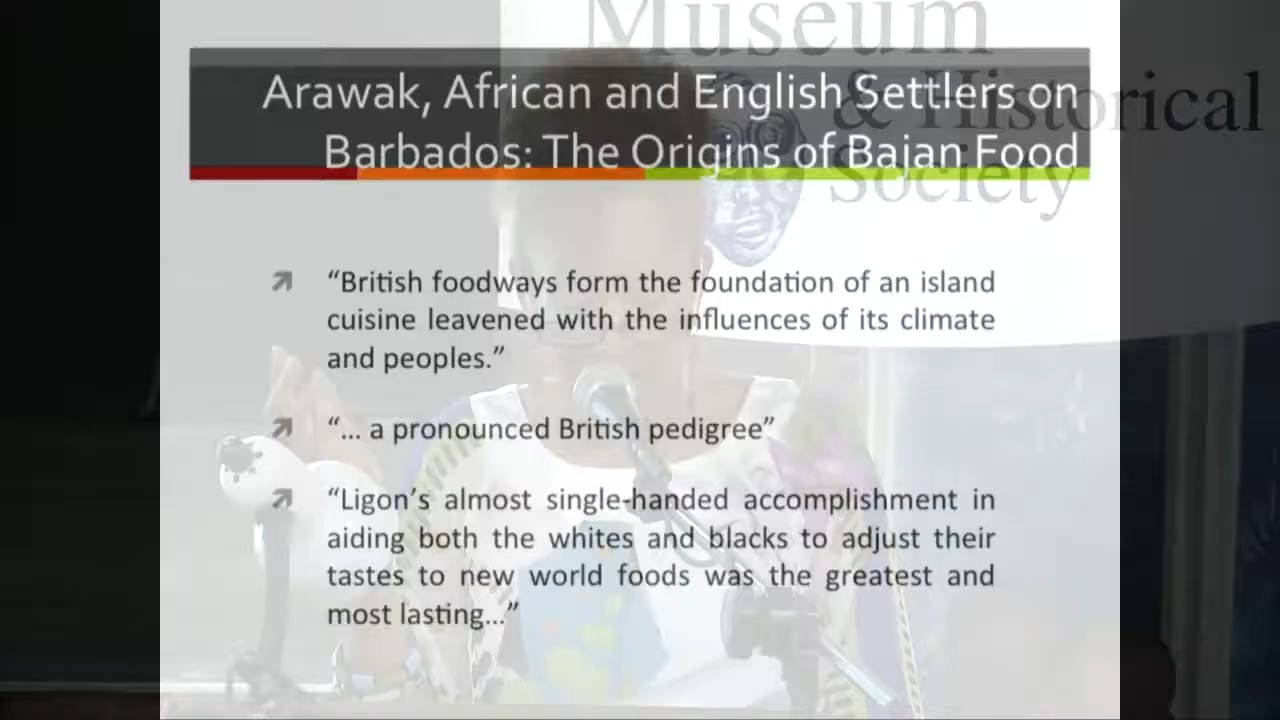 Museum
& Historical
Society
Arawak, African and English Settlers on
Barbados: The Origins of Bajan Food
“British foodways form the foundation of an island
cuisine leavened with the influences of its climate
and peoples.”
“... a pronounced British pedigree”
“Ligon’s almost single-handed accomplishment in
aiding both the whites and blacks to adjust their
tastes to new world foods was the greatest and
most lasting...”